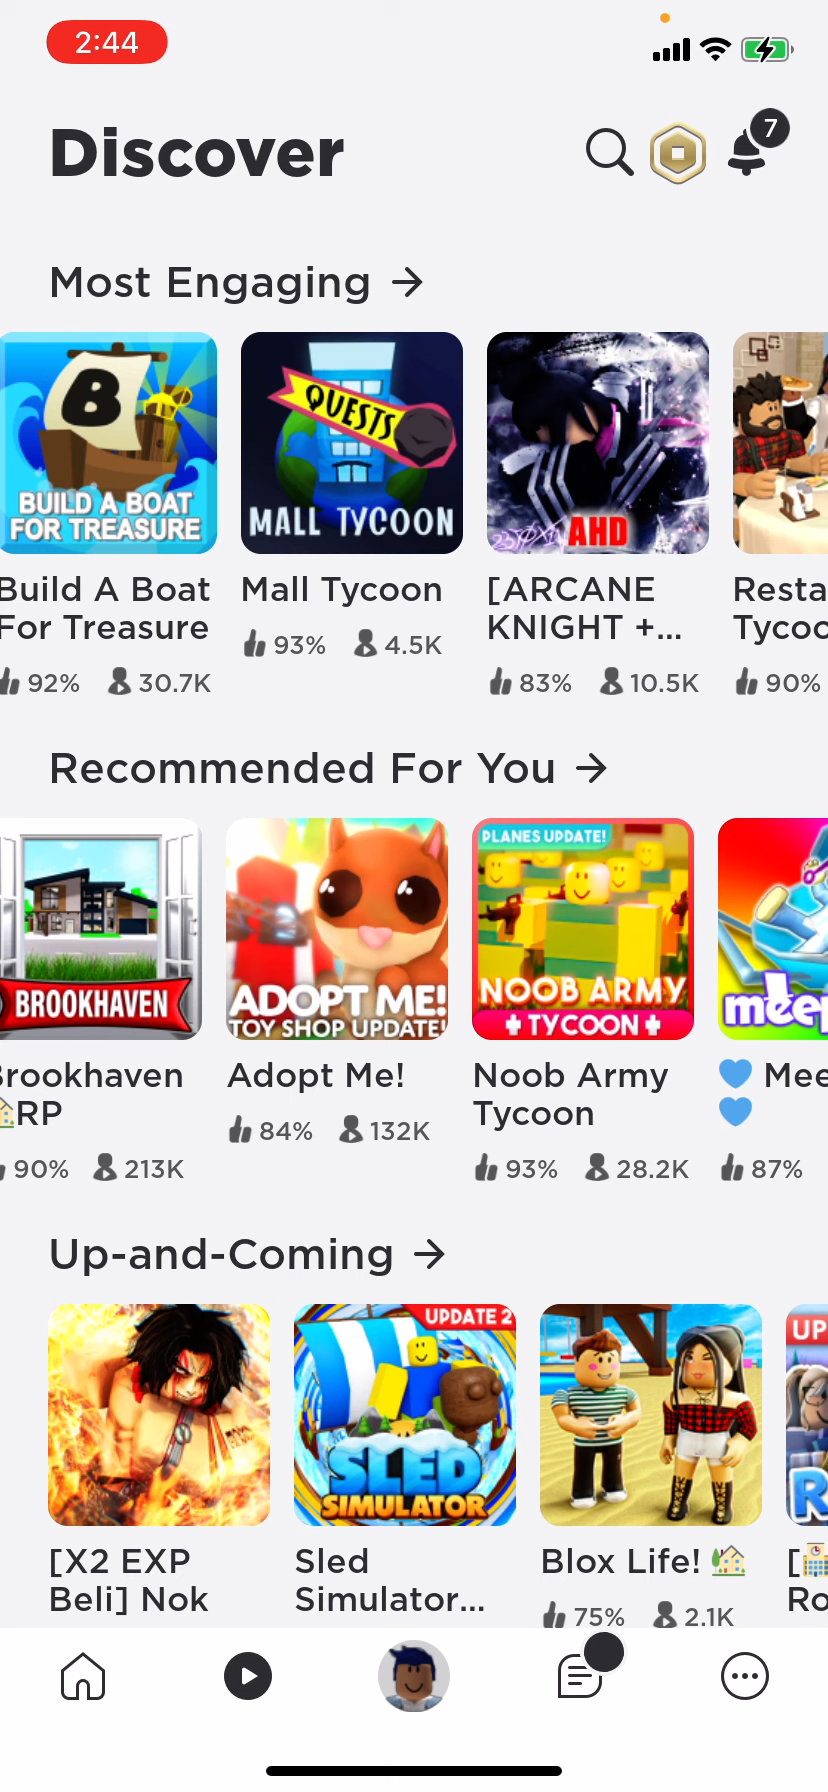 2:44
Discover
7
Most Engaging →
B
BUILD A BOAT
FOR TREASURE
QUESTS
MALL TYCOON
AHD
Build A Boat
For Treasure
92% 30.7K
Mall Tycoon
93% 4.5K
[ARCANE
KNIGHT +...
83% 10.5K
Resta
Tycoo
90%
Recommended For You →
BROOKHAVEN
ADOPT ME!
TOY SHOP UPDATE!
PLANES UPDATE!
NOOB ARMY
TYCOON
meep
Brookhaven
🏡RP
90% 213K
Adopt Me!
84% 132K
Noob Army
Tycoon
93% 28.2K
💙 Mee
💙
87%
Up-and-Coming →
UPDATE 2
SLED
SIMULATOR
UP
R
[X2 EXP
Beli] Nok
Sled
Simulator...
Blox Life! 🏡
75% 2.1K
[🏫
Ro